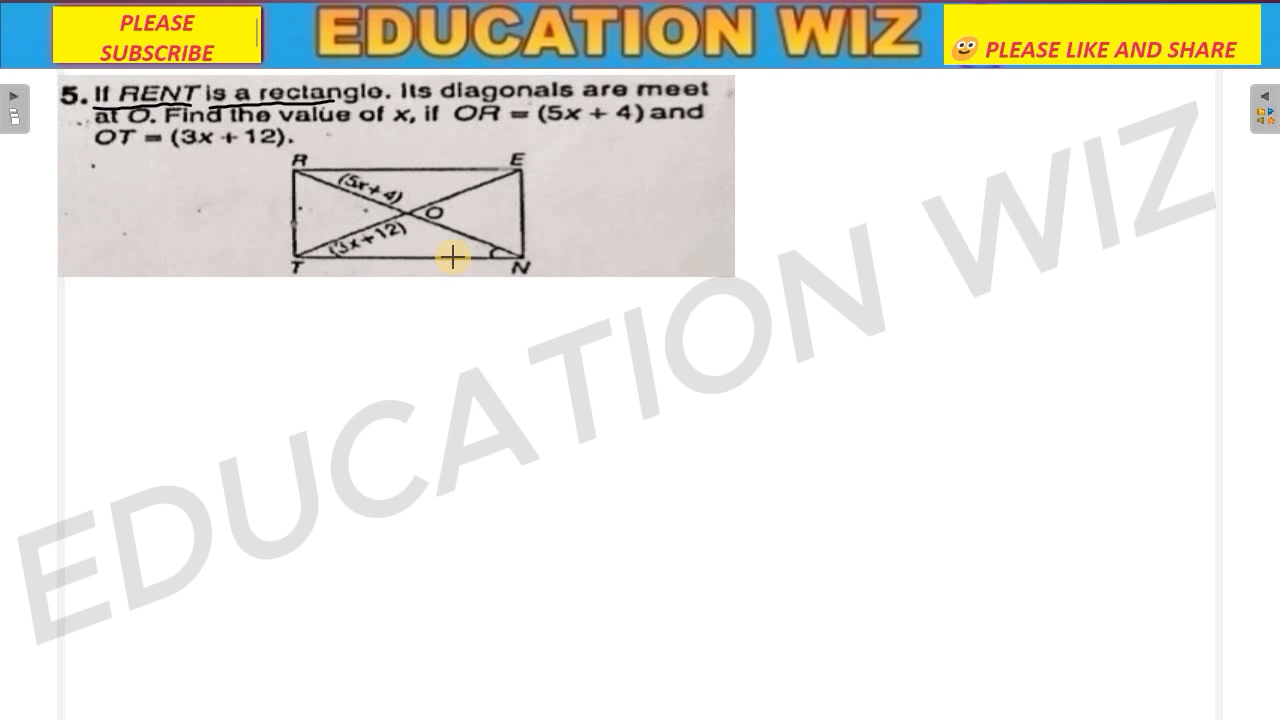 PLEASE
SUBSCRIBE
EDUCATION WIZ
PLEASE LIKE AND SHARE
5. If RENT is a rectangle. Its diagonals are meet
at O. Find the value of x, if OR = (5x + 4) and
OT = (3x + 12).
R
E
(5x+4)
O
(3x+12)
T
N
EDUCATION WIZ